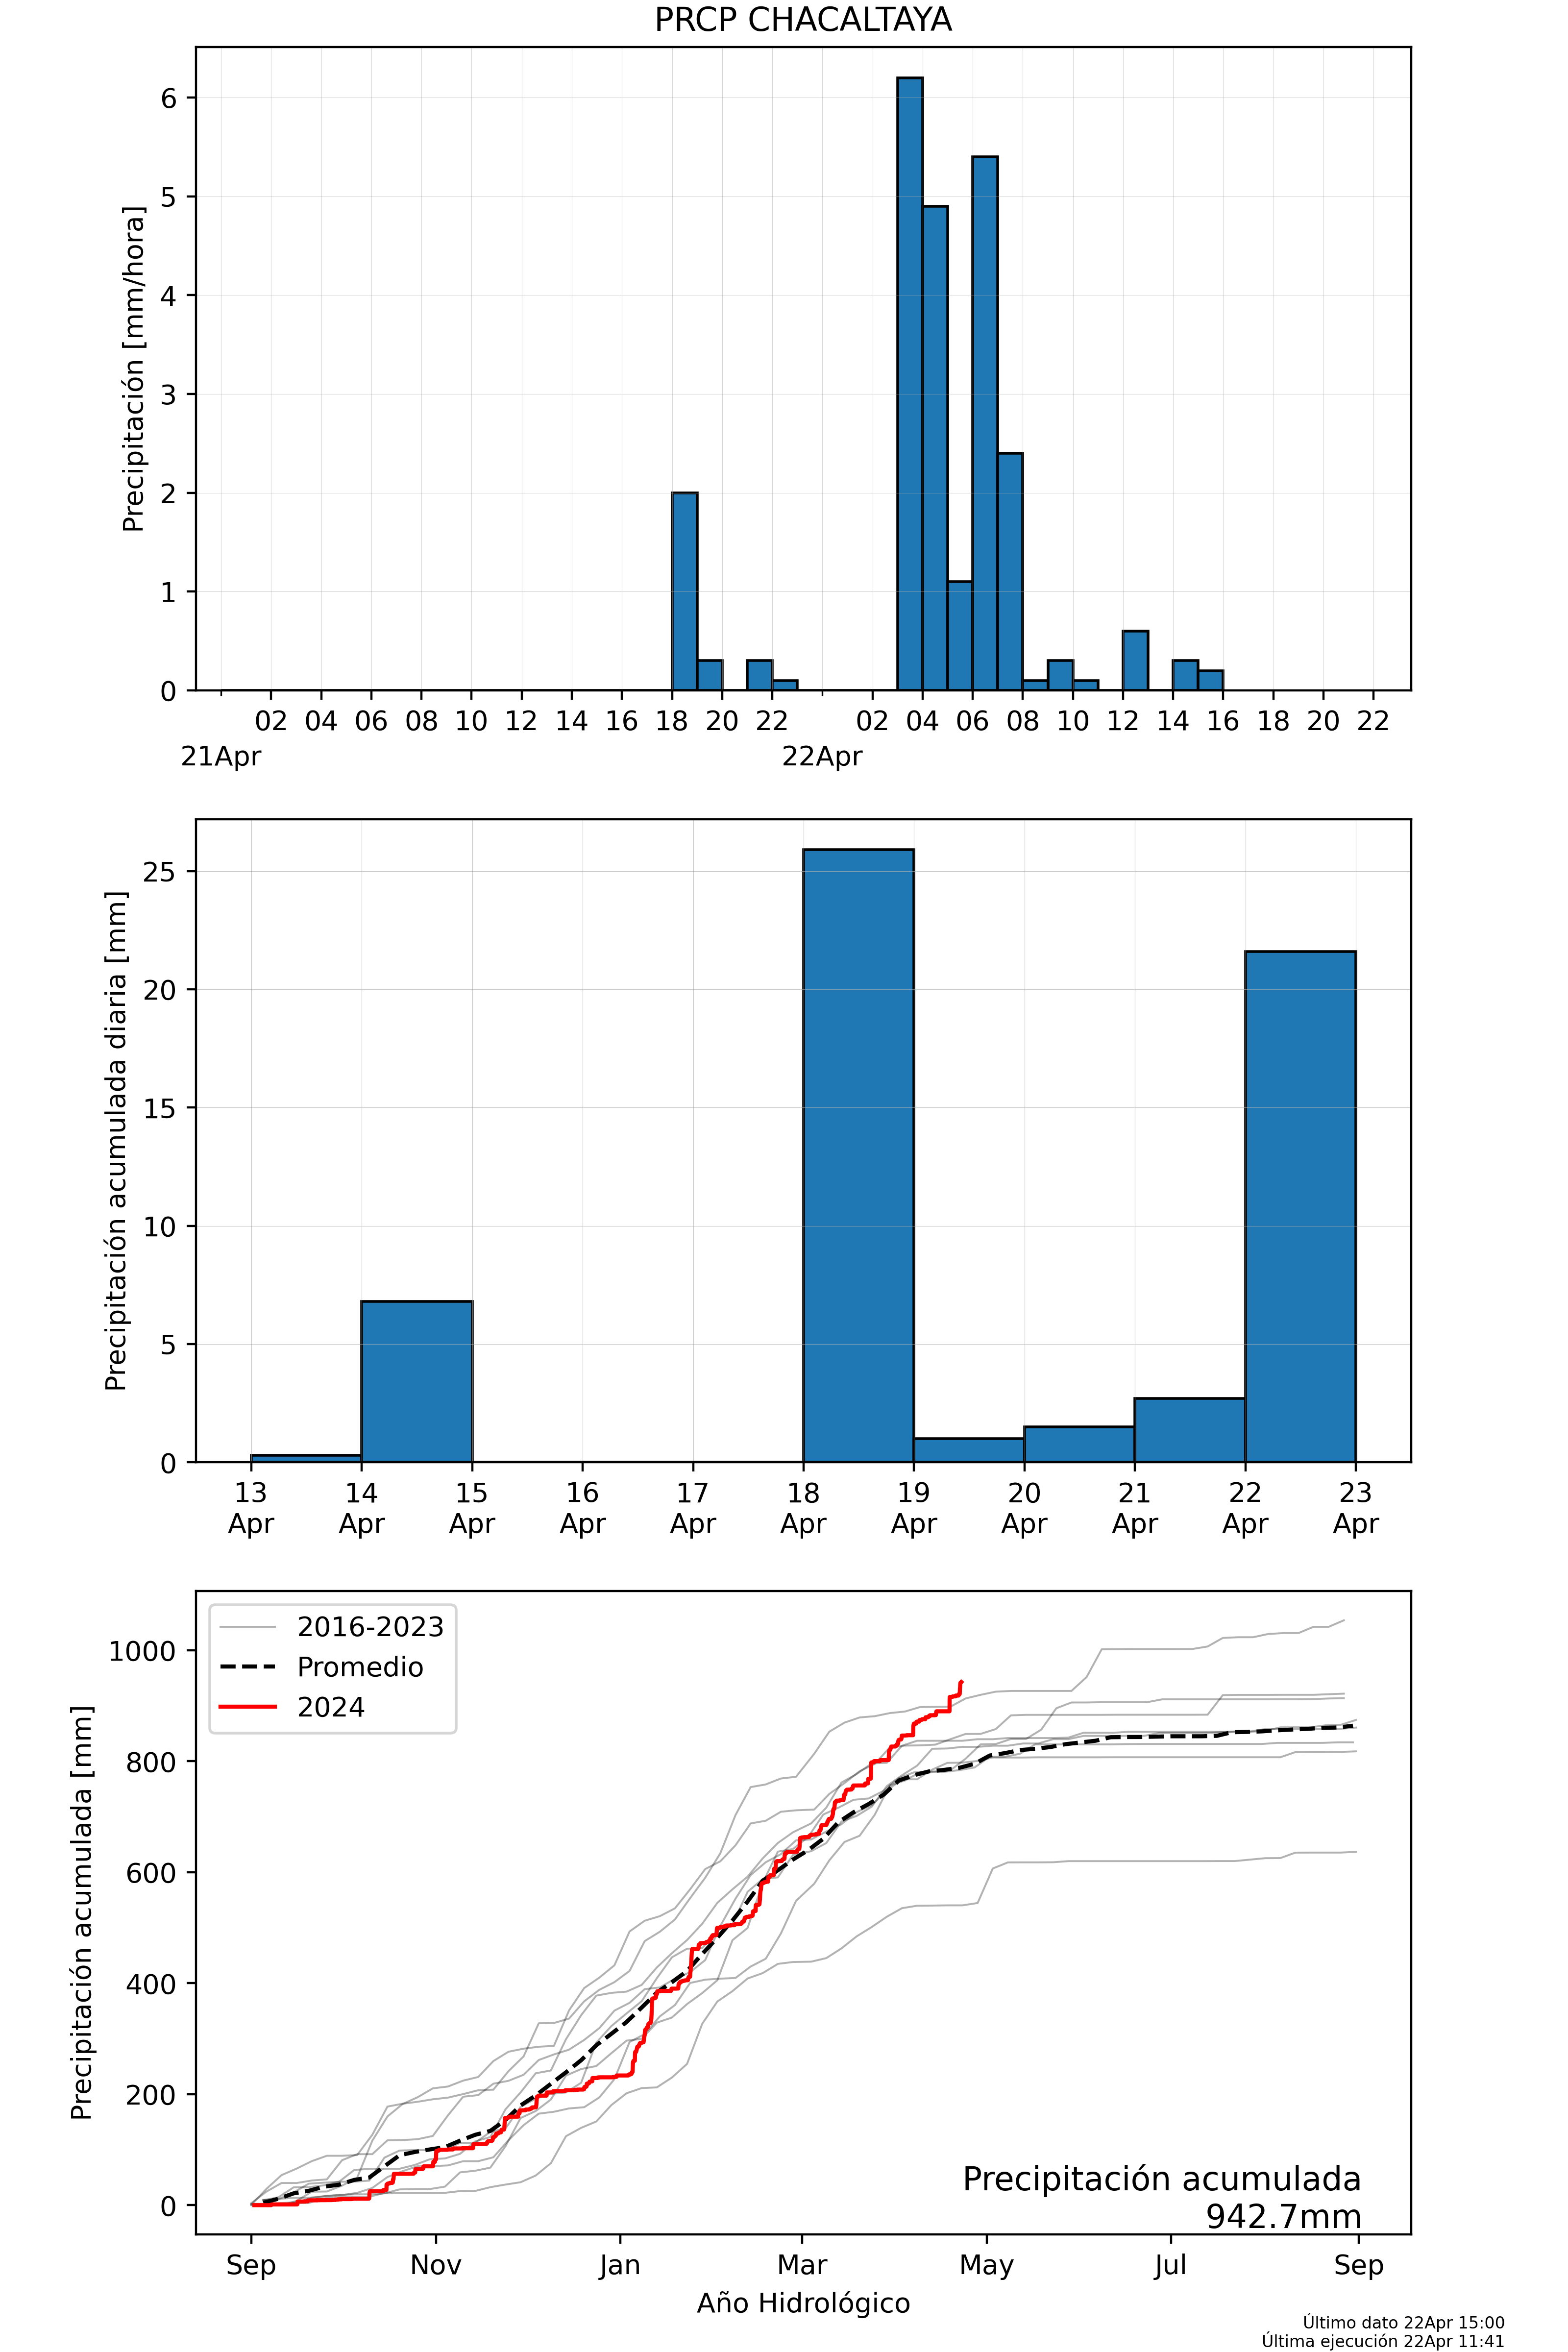 PRCP CHACALTAYA
Precipitación [mm/hora]
6
5
4
3
2
1
0
02 04 06 08 10 12 14 16 18 20 22 02 04 06 08 10 12 14 16 18 20 22
21Apr 22Apr
Precipitación acumulada diaria [mm]
25
20
15
10
5
0
13 14 15 16 17 18 19 20 21 22 23
Apr Apr Apr Apr Apr Apr Apr Apr Apr Apr Apr
Precipitación acumulada [mm]
1000
800
600
400
200
0
2016-2023
Promedio
2024
Precipitación acumulada
942.7mm
Sep Nov Jan Mar May Jul Sep
Año Hidrológico
Último dato 22Apr 15:00
Última ejecución 22Apr 11:41